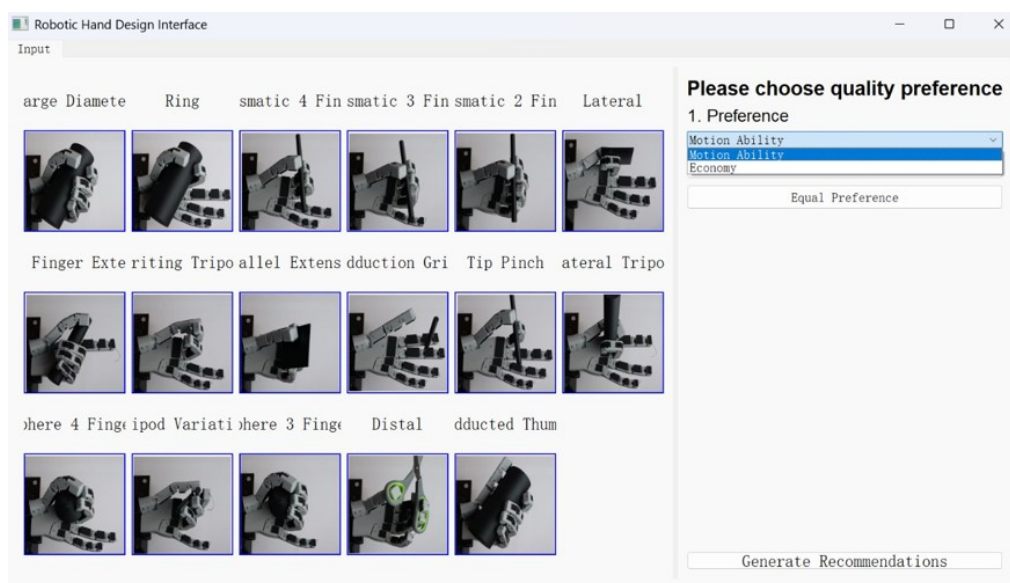 Robotic Hand Design Interface
Input
arge Diamete Ring smatic 4 Fin smatic 3 Fin smatic 2 Fin Lateral
Finger Exte riting Tripo allel Extens dduction Gri Tip Pinch ateral Tripo
here 4 Finge ipod Variati here 3 Finge Distal dducted Thum
Please choose quality preference
1. Preference
Motion Ability
Motion Ability
Economy
Equal Preference
Generate Recommendations